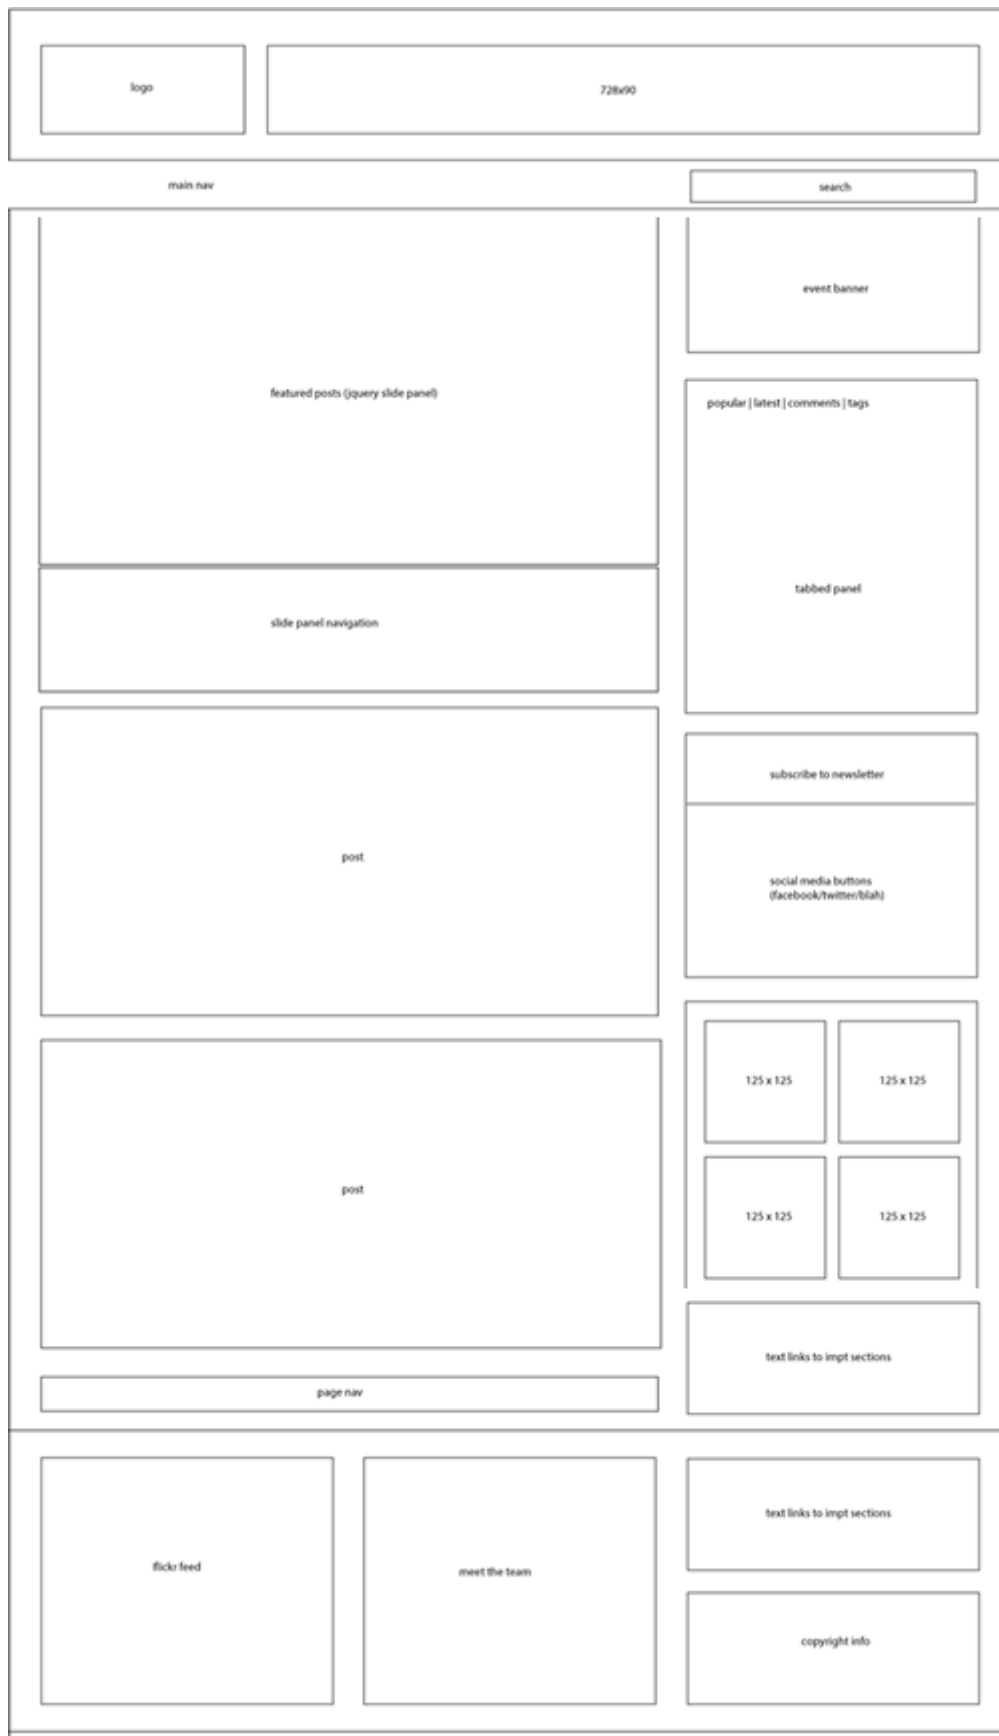 logo
728x90
main nav
search
featured posts (jquery slide panel)
slide panel navigation
post
post
page nav
event banner
popular | latest | comments | tags
tabbed panel
subscribe to newsletter
social media buttons
(facebook/twitter/blah)
125 x 125
125 x 125
125 x 125
125 x 125
text links to impt sections
flickr feed
meet the team
text links to impt sections
copyright info